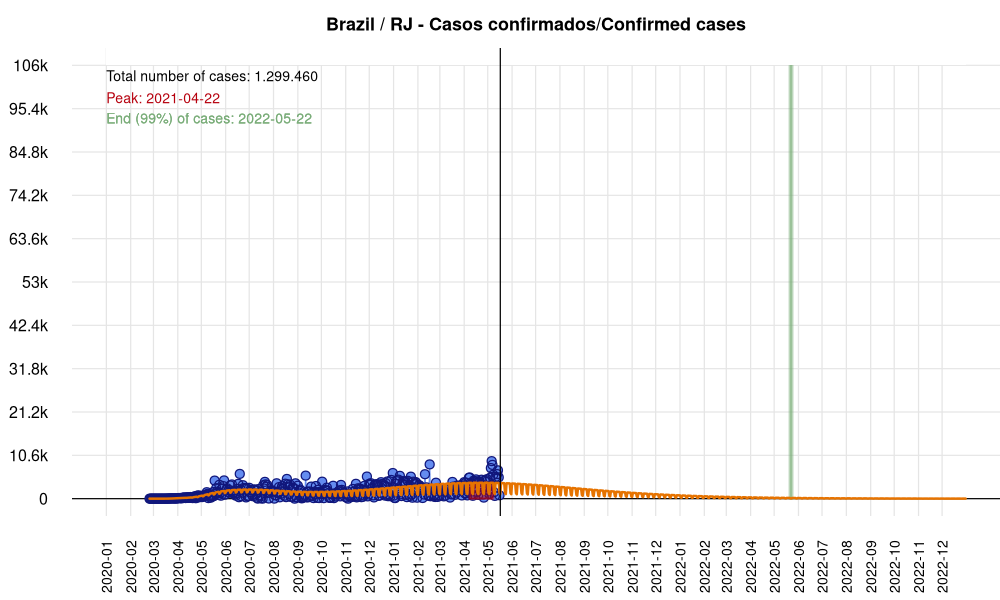 Brazil / RJ - Casos confirmados/Confirmed cases
106k
95.4k
84.8k
74.2k
63.6k
53k
42.4k
31.8k
21.2k
10.6k
0
Total number of cases: 1.299.460
Peak: 2021-04-22
End (99%) of cases: 2022-05-22
2020-01
2020-02
2020-03
2020-04
2020-05
2020-06
2020-07
2020-08
2020-09
2020-10
2020-11
2020-12
2021-01
2021-02
2021-03
2021-04
2021-05
2021-06
2021-07
2021-08
2021-09
2021-10
2021-11
2021-12
2022-01
2022-02
2022-03
2022-04
2022-05
2022-06
2022-07
2022-08
2022-09
2022-10
2022-11
2022-12